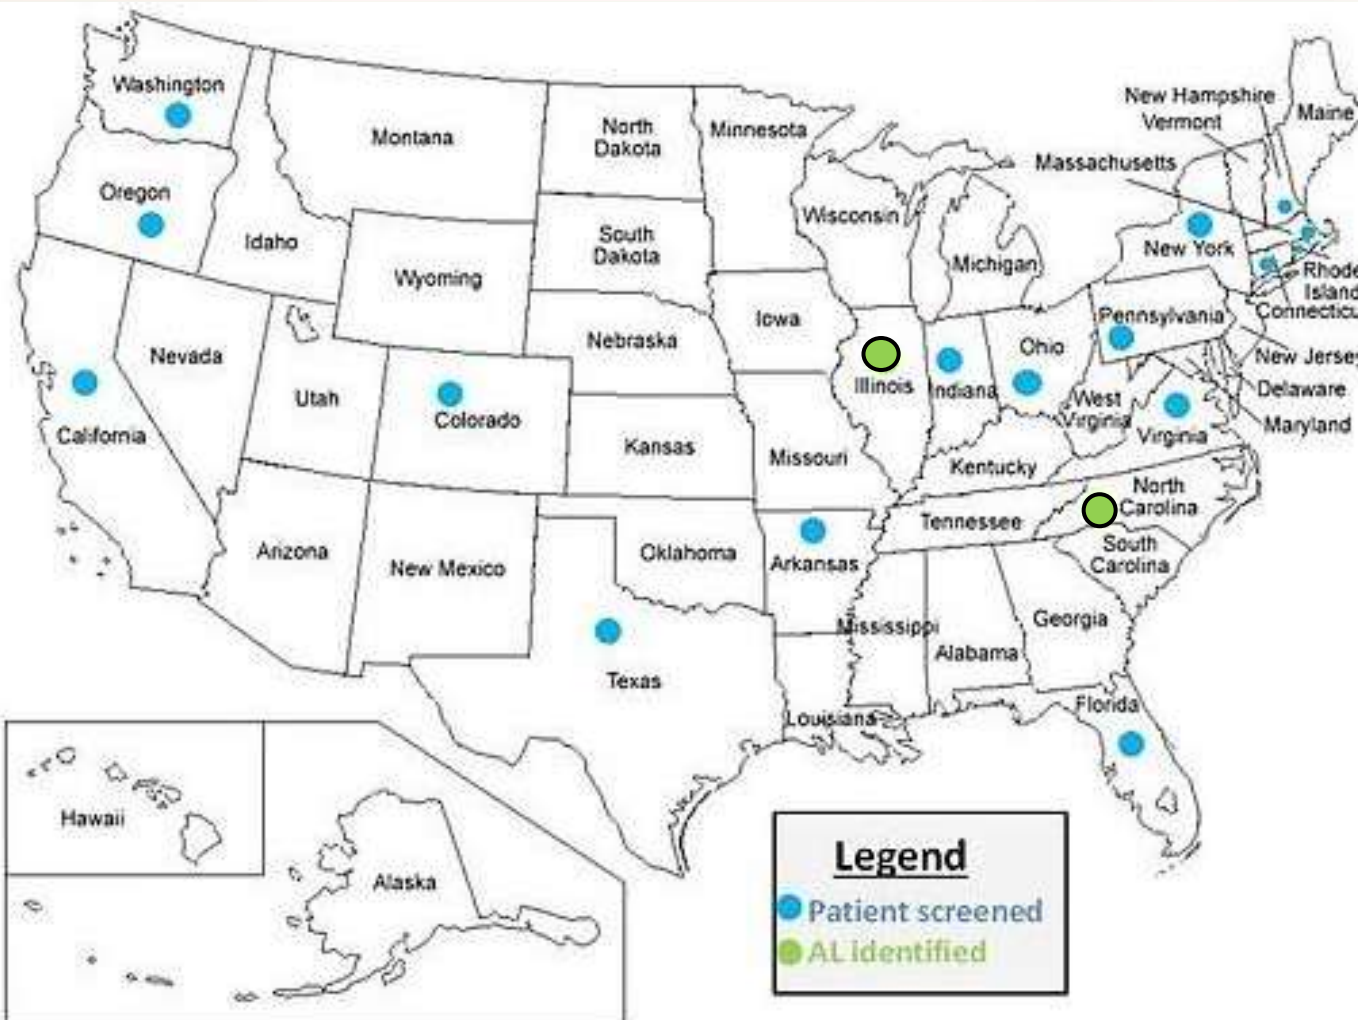 Washington
Montana
North
Dakota
Minnesota
New Hampshire
Vermont
Maine
Massachusetts
Oregon
Idaho
Wyoming
South
Dakota
Wisconsin
Michigan
New York
Rhode
Island
Connecticu
Nevada
Utah
Colorado
Nebraska
Iowa
Illinois
Indiana
Ohio
Pennsylvania
New Jersey
Delaware
Maryland
California
Kansas
Missouri
West
Virginia
Virginia
Kentucky
Arizona
New Mexico
Oklahoma
Arkansas
Tennessee
North
Carolina
South
Carolina
Texas
Mississippi
Alabama
Georgia
Louisiana
Florida
Hawaii
Alaska
Legend
Patient screened
AL identified